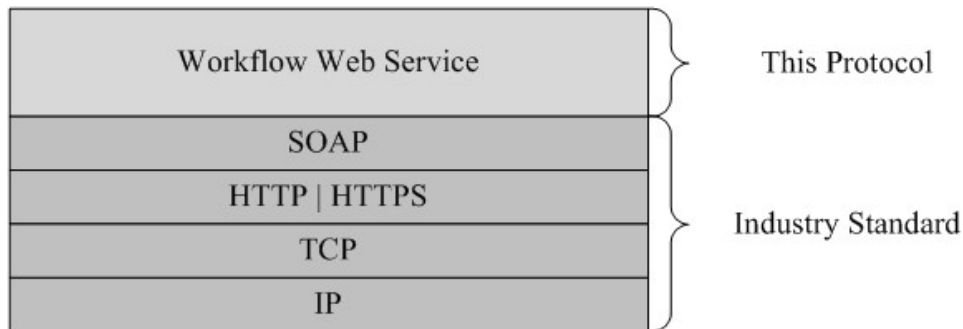 Workflow Web Service
This Protocol
SOAP
HTTP | HTTPS
TCP
IP
Industry Standard